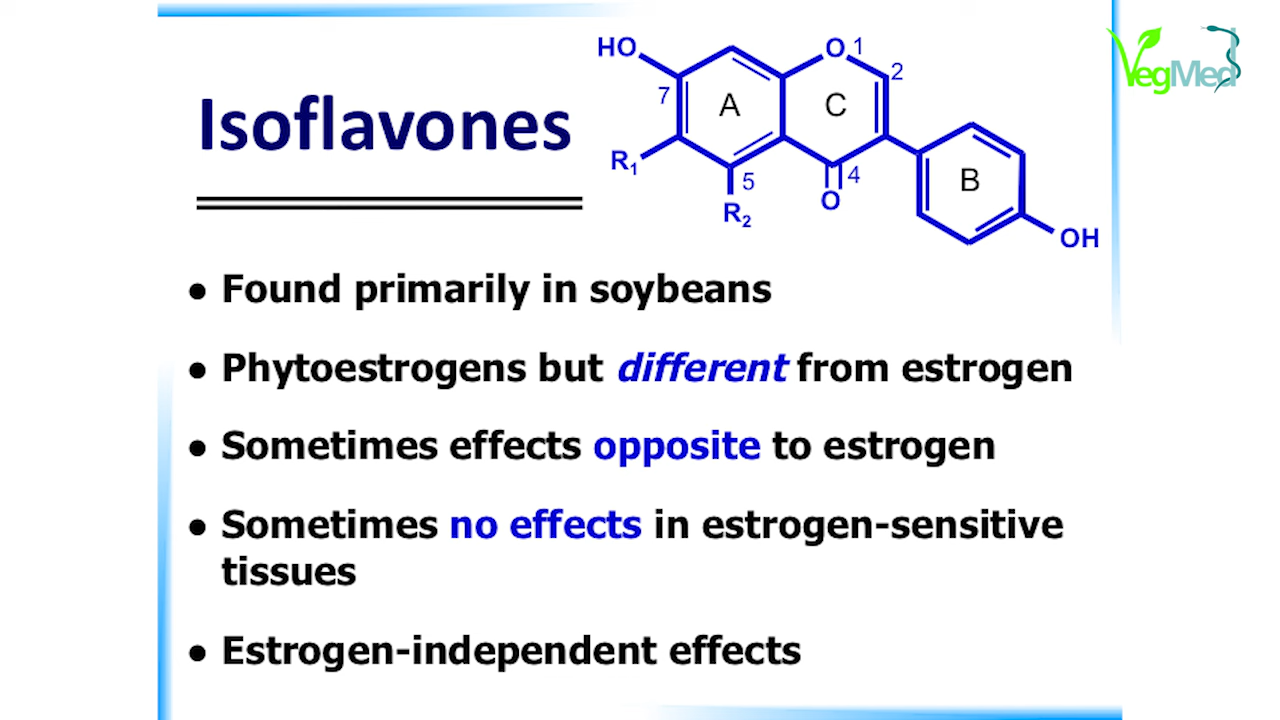 Isoflavones
HO
O 1
2
7
A
C
R1
5
4
B
R2
O
OH
VegMed
● Found primarily in soybeans
● Phytoestrogens but different from estrogen
● Sometimes effects opposite to estrogen
● Sometimes no effects in estrogen-sensitive
tissues
● Estrogen-independent effects